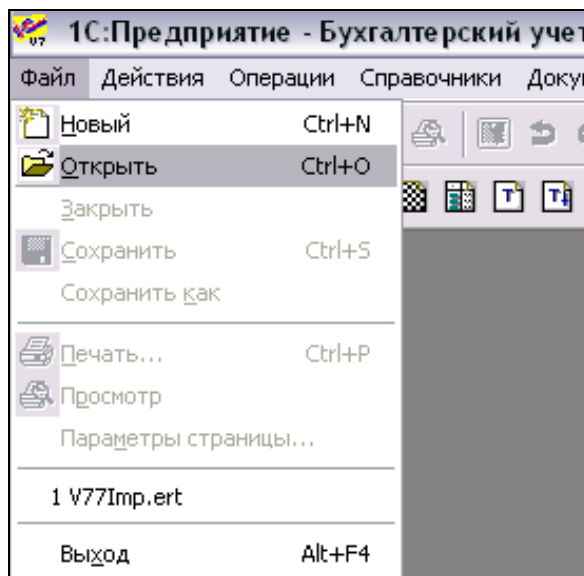 1С:Предприятие - Бухгалтерский учет
Файл Действия Операции Справочники
Новый Ctrl+N
Открыть Ctrl+O
Закрыть
Сохранить Ctrl+S
Сохранить как
Печать... Ctrl+P
Просмотр
Параметры страницы...
1 V77Imp.ert
Выход Alt+F4